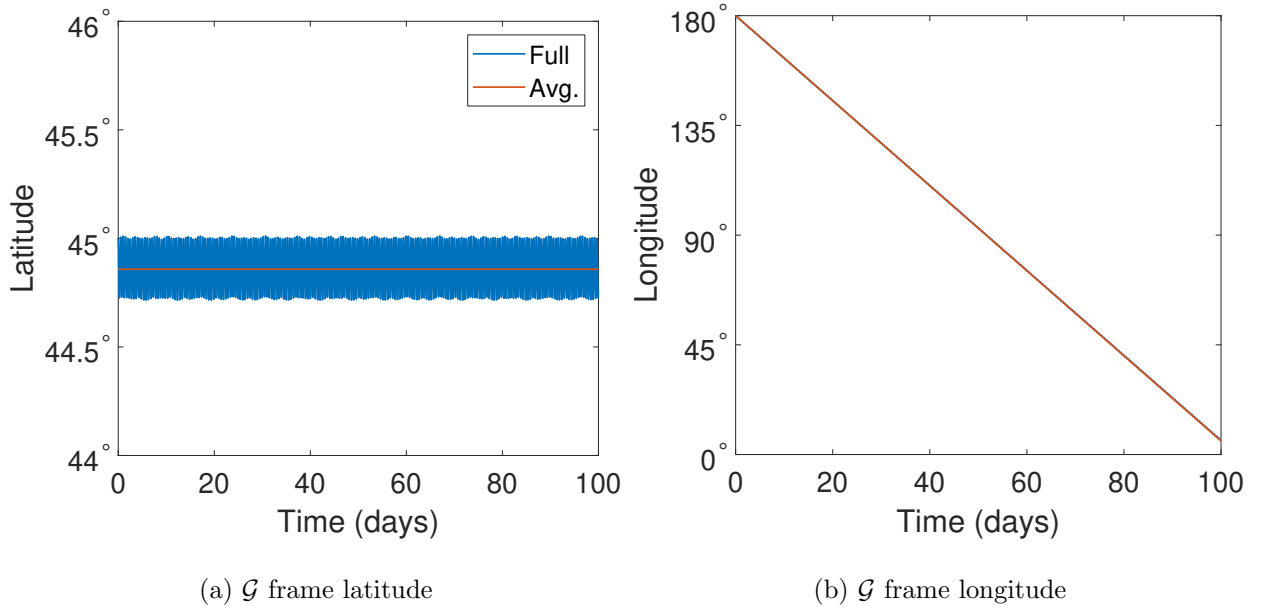 46°
45.5°
45°
44.5°
44°
Latitude
Full
Avg.
0 20 40 60 80 100
Time (days)
(a) 𝒢 frame latitude
180°
135°
90°
45°
0°
Longitude
0 20 40 60 80 100
Time (days)
(b) 𝒢 frame longitude